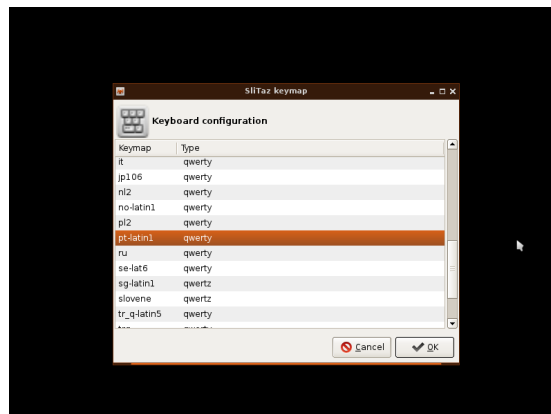 SliTaz keymap
Keyboard configuration
Keymap Type
it qwerty
jp106 qwerty
nl2 qwerty
no-latin1 qwerty
pl2 qwerty
pt-latin1 qwerty
ru qwerty
se-lat6 qwerty
sg-latin1 qwertz
slovene qwertz
tr_q-latin5 qwerty
Cancel OK